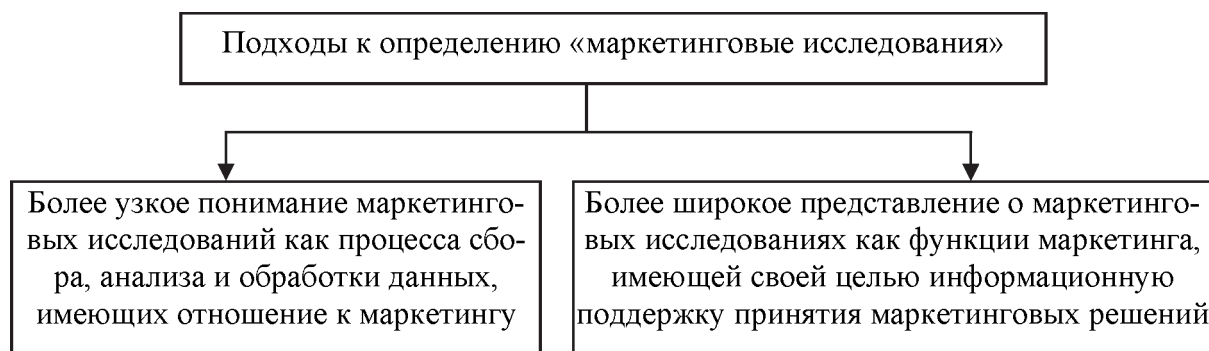 Подходы к определению «маркетинговые исследования»
Более узкое понимание маркетинго-
вых исследований как процесса сбо-
ра, анализа и обработки данных,
имеющих отношение к маркетингу
Более широкое представление о маркетинго-
вых исследованиях как функции маркетинга,
имеющей своей целью информационную
поддержку принятия маркетинговых решений